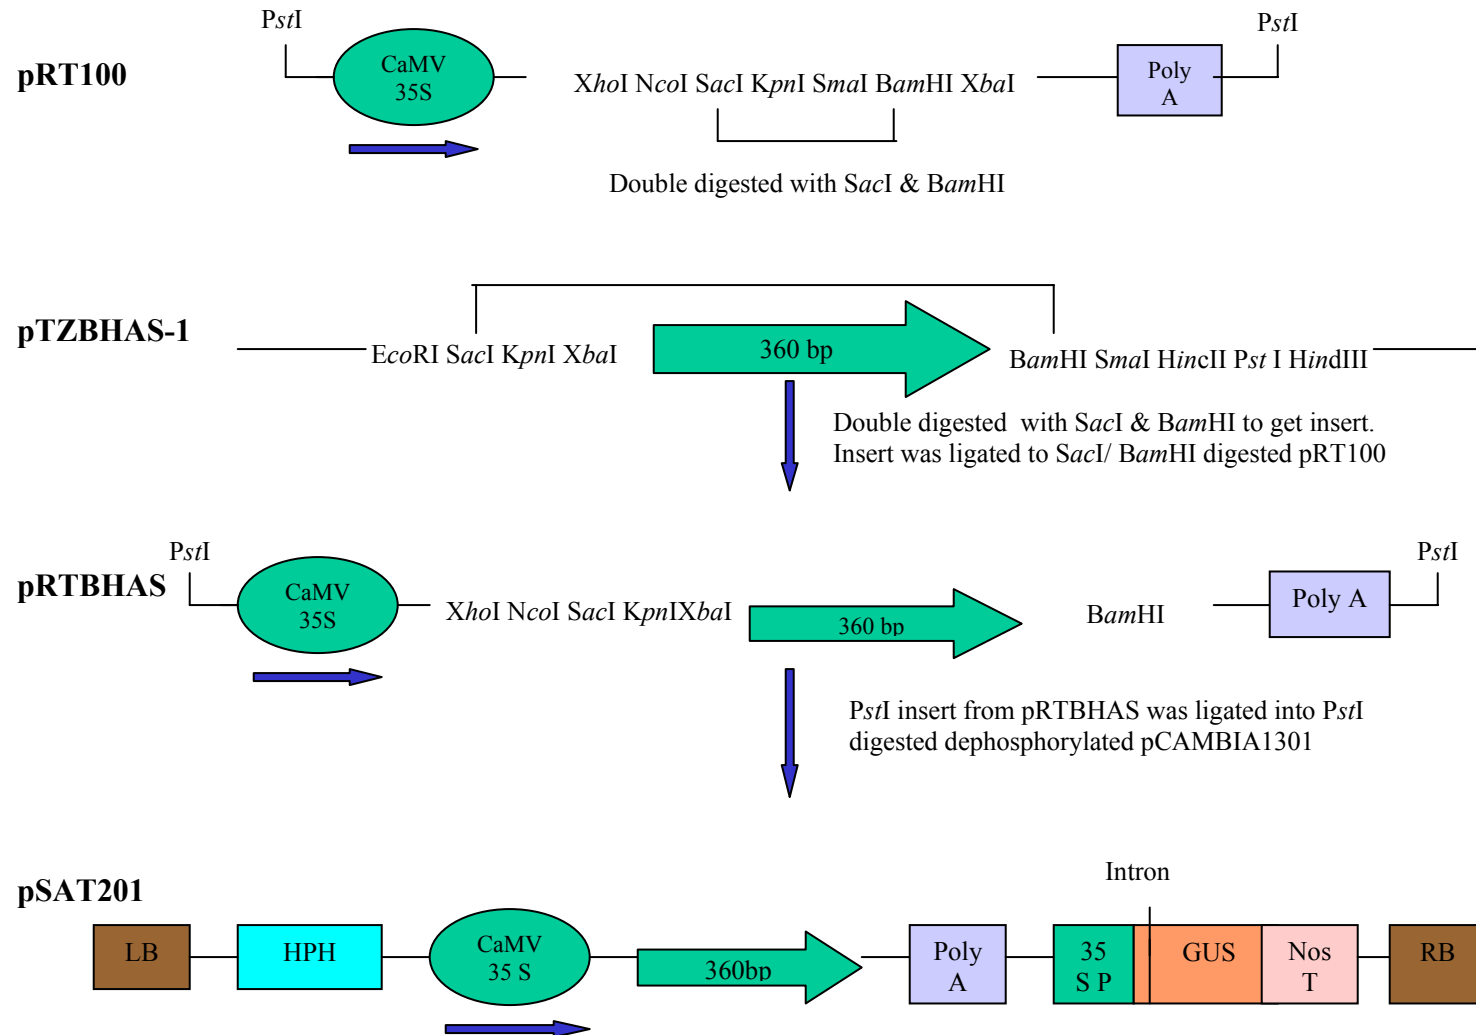 PstI
PstI
pRT100
CaMV
35S
XhoI NcoI SacI KpnI SmaI BamHI XbaI
Poly
A
Double digested with SacI & BamHI
pTZBHAS-1
EcoRI SacI KpnI XbaI
360 bp
BamHI SmaI HincII Pst I HindIII
Double digested with SacI & BamHI to get insert.
Insert was ligated to SacI/ BamHI digested pRT100
PstI
PstI
pRTBHAS
CaMV
35S
XhoI NcoI SacI KpnIXbaI
360 bp
BamHI
Poly A
PstI insert from pRTBHAS was ligated into PstI
digested dephosphorylated pCAMBIA1301
pSAT201
Intron
LB
HPH
CaMV
35 S
360bp
Poly
A
35
S P
GUS
Nos
T
RB